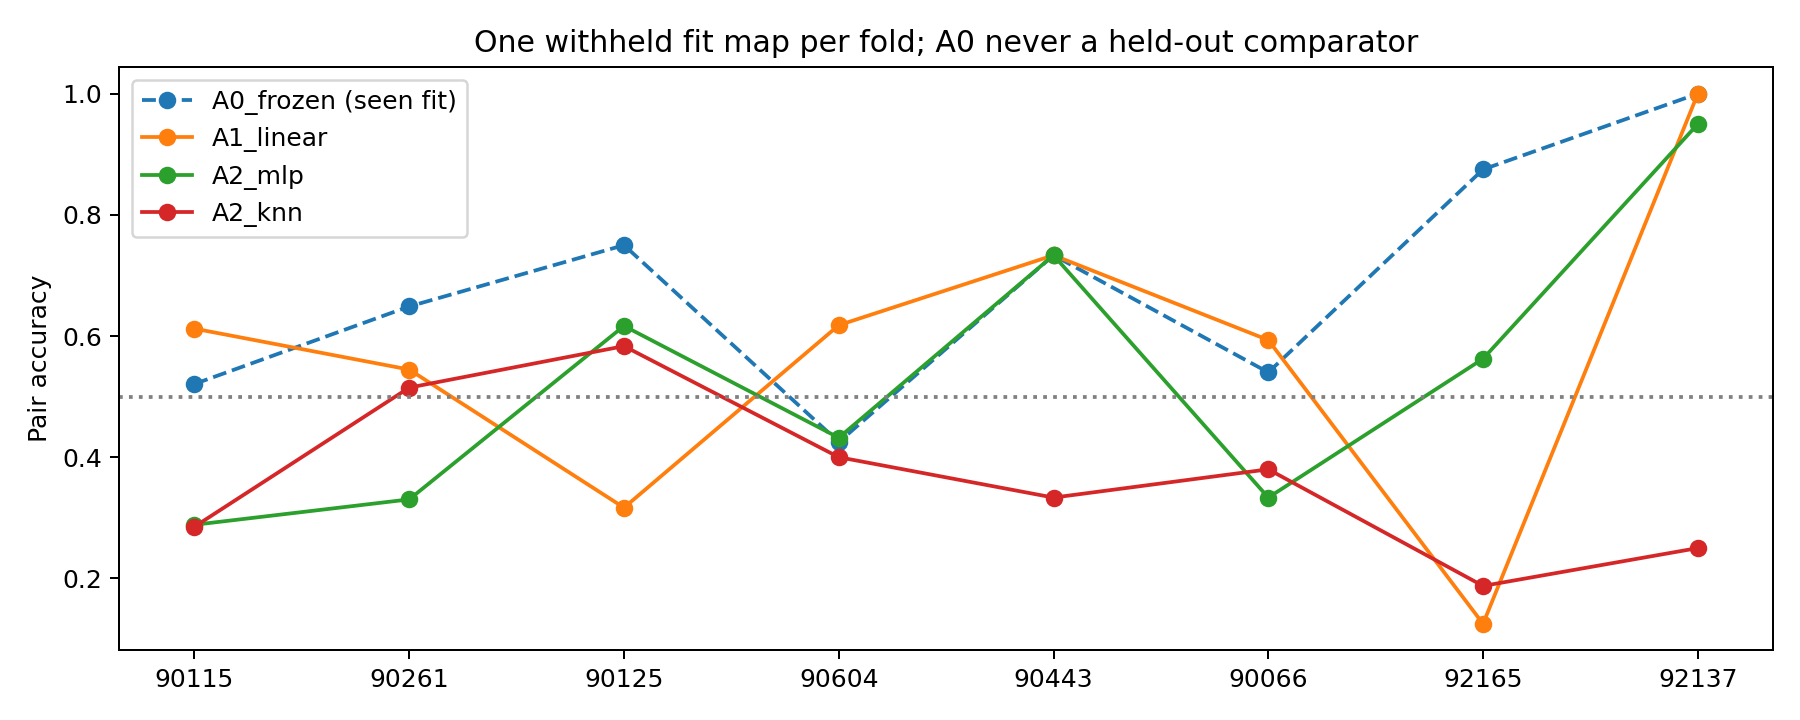 One withheld fit map per fold; A0 never a held-out comparator
A0_frozen (seen fit)
A1_linear
A2_mlp
A2_knn
Pair accuracy
1.0
0.8
0.6
0.4
0.2
90115
90261
90125
90604
90443
90066
92165
92137